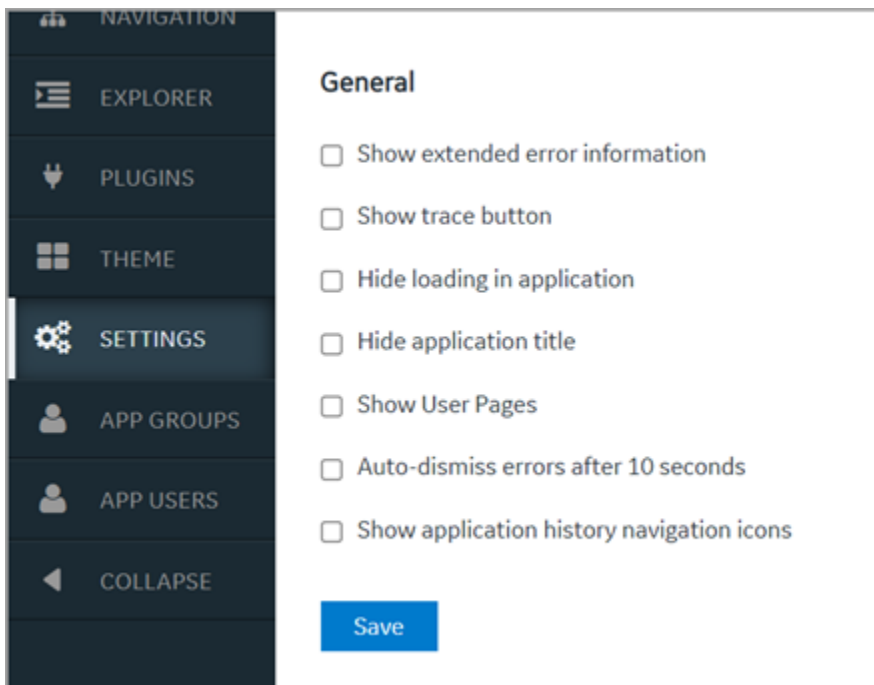 NAVIGATION
EXPLORER
PLUGINS
THEME
SETTINGS
APP GROUPS
APP USERS
COLLAPSE
General
Show extended error information
Show trace button
Hide loading in application
Hide application title
Show User Pages
Auto-dismiss errors after 10 seconds
Show application history navigation icons
Save